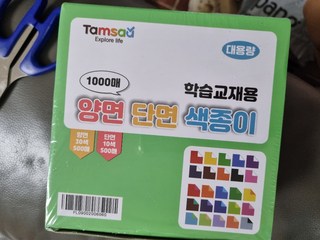 Tamsaa
Explore life
대용량
1000매
학습교재용
양면 단면 색종이
양면
30색
500매
단면
10색
500매